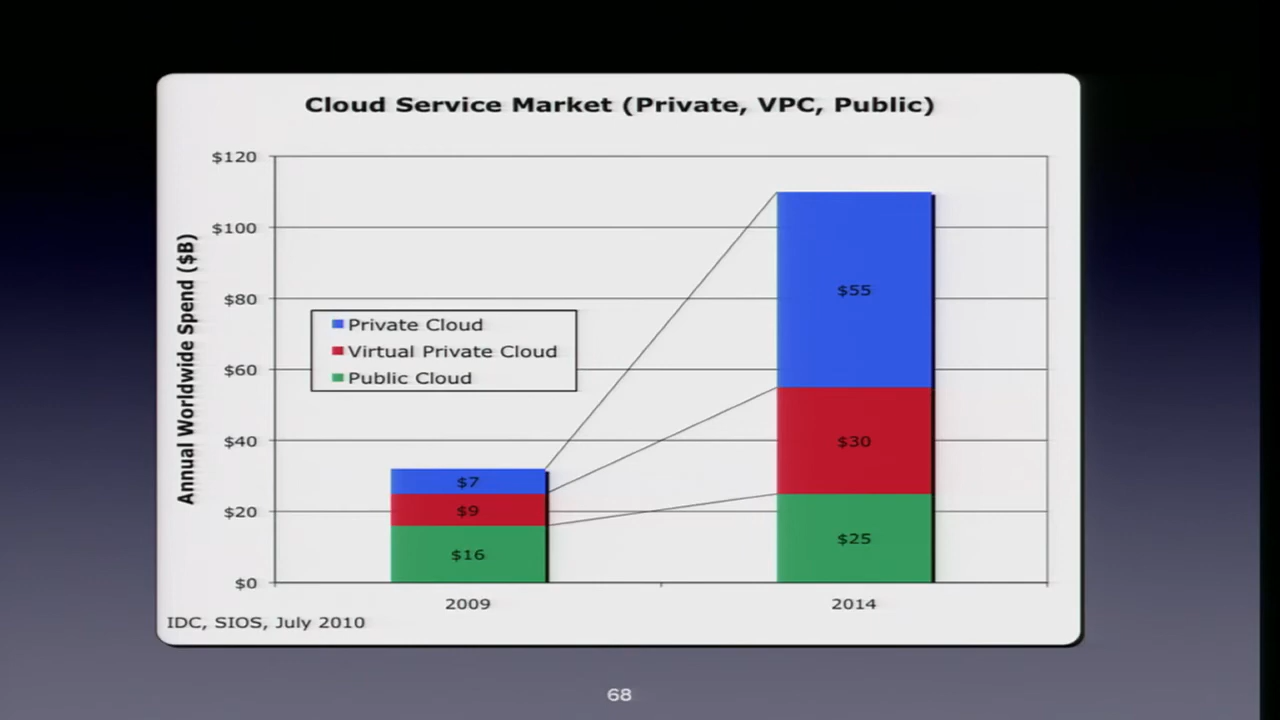 Cloud Service Market (Private, VPC, Public)
Annual Worldwide Spend ($B)
$120
$100
$80
$60
$40
$20
$0
Private Cloud
Virtual Private Cloud
Public Cloud
$7
$9
$16
$55
$30
$25
2009
2014
IDC, SIOS, July 2010
68